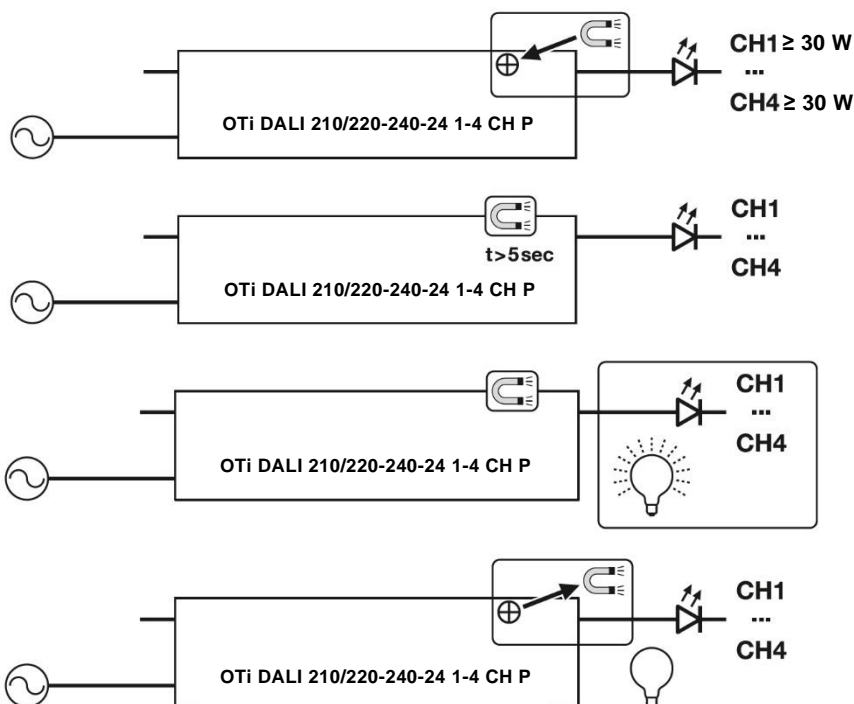 CH1 ≥ 30 W
...
CH4 ≥ 30 W
OTi DALI 210/220-240-24 1-4 CH P
CH1
...
CH4
t>5sec
OTi DALI 210/220-240-24 1-4 CH P
CH1
...
CH4
OTi DALI 210/220-240-24 1-4 CH P
CH1
...
CH4
OTi DALI 210/220-240-24 1-4 CH P